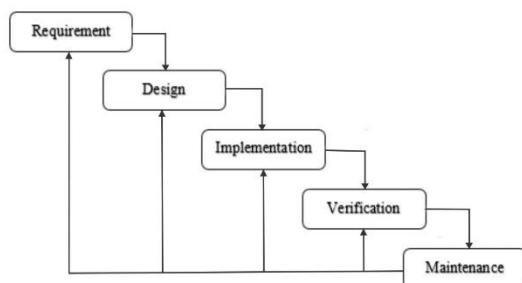 Requirement
Design
Implementation
Verification
Maintenance